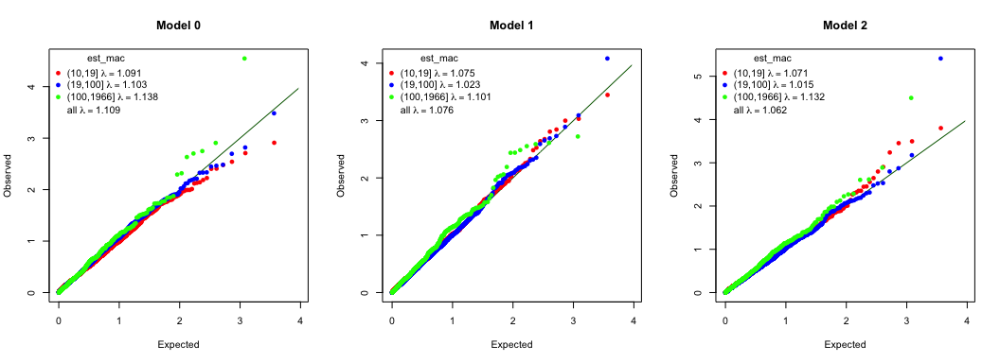 Model 0
est_mac
(10,19] λ = 1.091
(19,100] λ = 1.103
(100,1966] λ = 1.138
all λ = 1.109
Observed
0
1
2
3
4
0 1 2 3 4
Expected
Model 1
est_mac
(10,19] λ = 1.075
(19,100] λ = 1.023
(100,1966] λ = 1.101
all λ = 1.076
Observed
0
1
2
3
4
0 1 2 3 4
Expected
Model 2
est_mac
(10,19] λ = 1.071
(19,100] λ = 1.015
(100,1966] λ = 1.132
all λ = 1.062
Observed
0
1
2
3
4
5
0 1 2 3 4
Expected